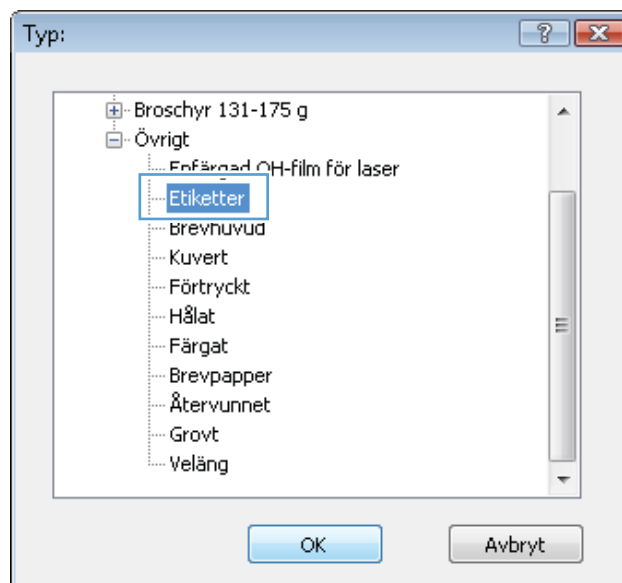 Typ:
Broschyr 131-175 g
Övrigt
Enfärgad OH-film för laser
Etiketter
Brevhuvud
Kuvert
Förtryckt
Hålat
Färgat
Brevpapper
Återvunnet
Grovt
Veläng
OK
Avbryt